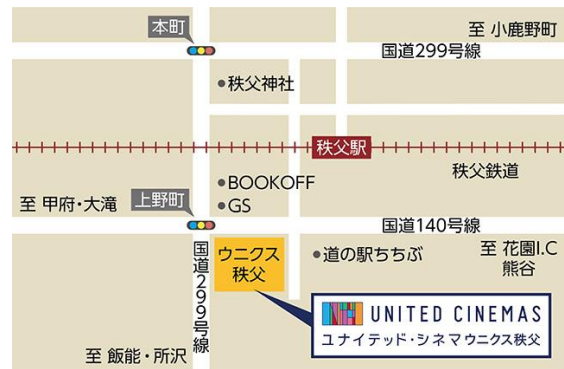 本町
至 小鹿野町
国道299号線
秩父神社
秩父駅
秩父鉄道
BOOKOFF
至 甲府・大滝
上野町
GS
国道140号線
国道299号線
ウニクス
秩父
道の駅ちちぶ
至 花園I.C
熊谷
UNITED CINEMAS
ユナイテッド・シネマ ウニクス秩父
至 飯能・所沢